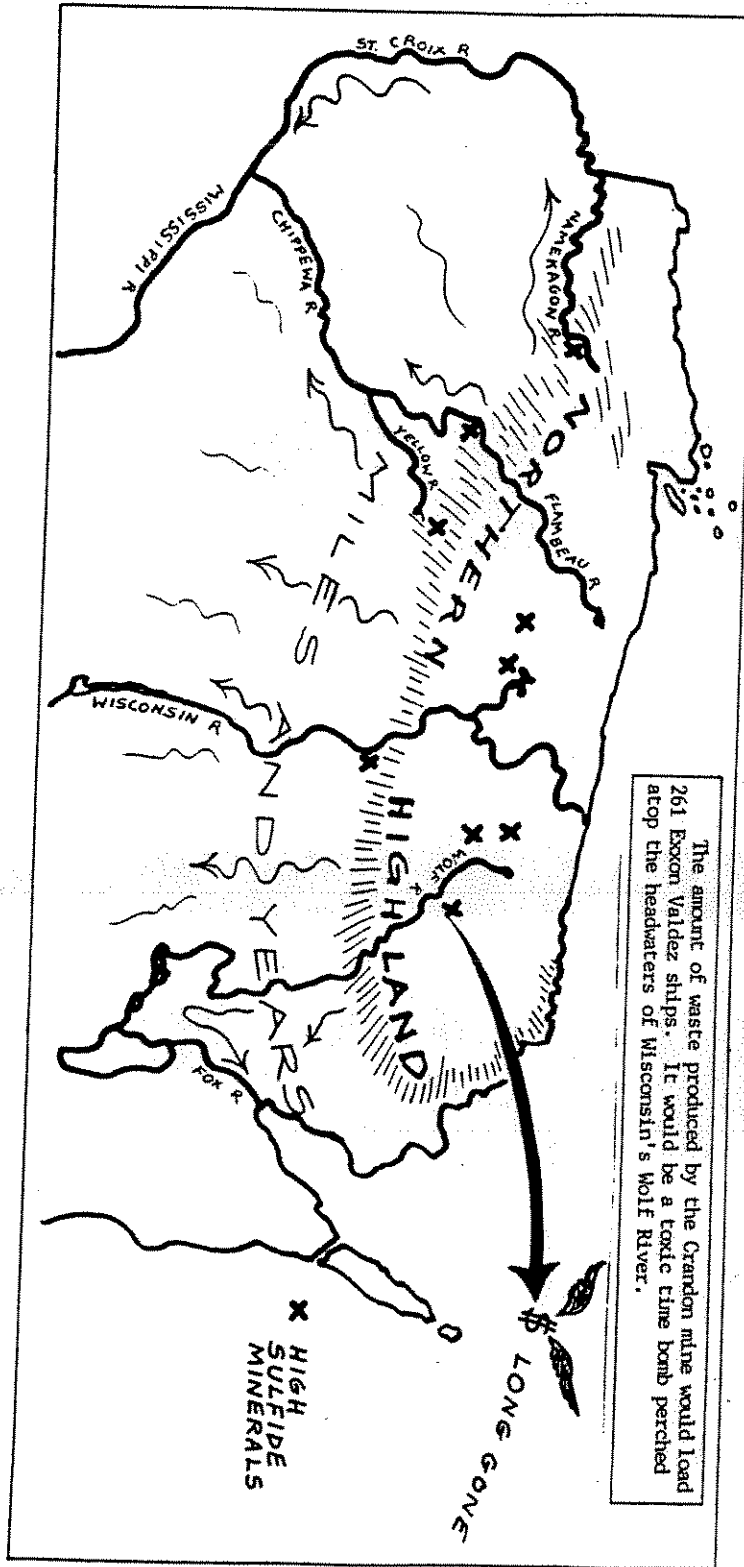 The amount of waste produced by the Crandon mine would load
261 Exxon Valdez ships. It would be a toxic time bomb perched
atop the headwaters of Wisconsin's Wolf River.
ST. CROIX R
NAMEKAGON R.
MISSISSIPPI R
CHIPPEWA R
YELLOW R
FLAMBEAU R
NORTHERN HIGHLAND
MILES AND YEARS
WISCONSIN R
WOLF R
FOX R
$ LONG GONE
X HIGH
SULFIDE
MINERALS